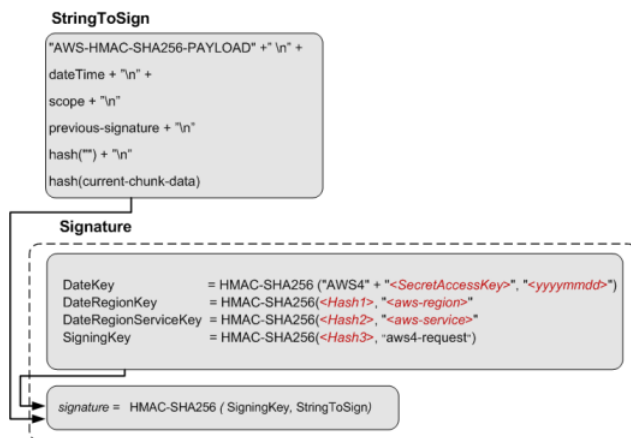 StringToSign
"AWS-HMAC-SHA256-PAYLOAD" +" \n" +
dateTime + "\n" +
scope + "\n"
previous-signature + "\n"
hash("") + "\n"
hash(current-chunk-data)
Signature
DateKey = HMAC-SHA256 ("AWS4" + "<SecretAccessKey>", "<yyyymmdd>")
DateRegionKey = HMAC-SHA256(<Hash1>, "<aws-region>"
DateRegionServiceKey = HMAC-SHA256(<Hash2>, "<aws-service>"
SigningKey = HMAC-SHA256(<Hash3>, "aws4-request")
signature = HMAC-SHA256 ( SigningKey, StringToSign)